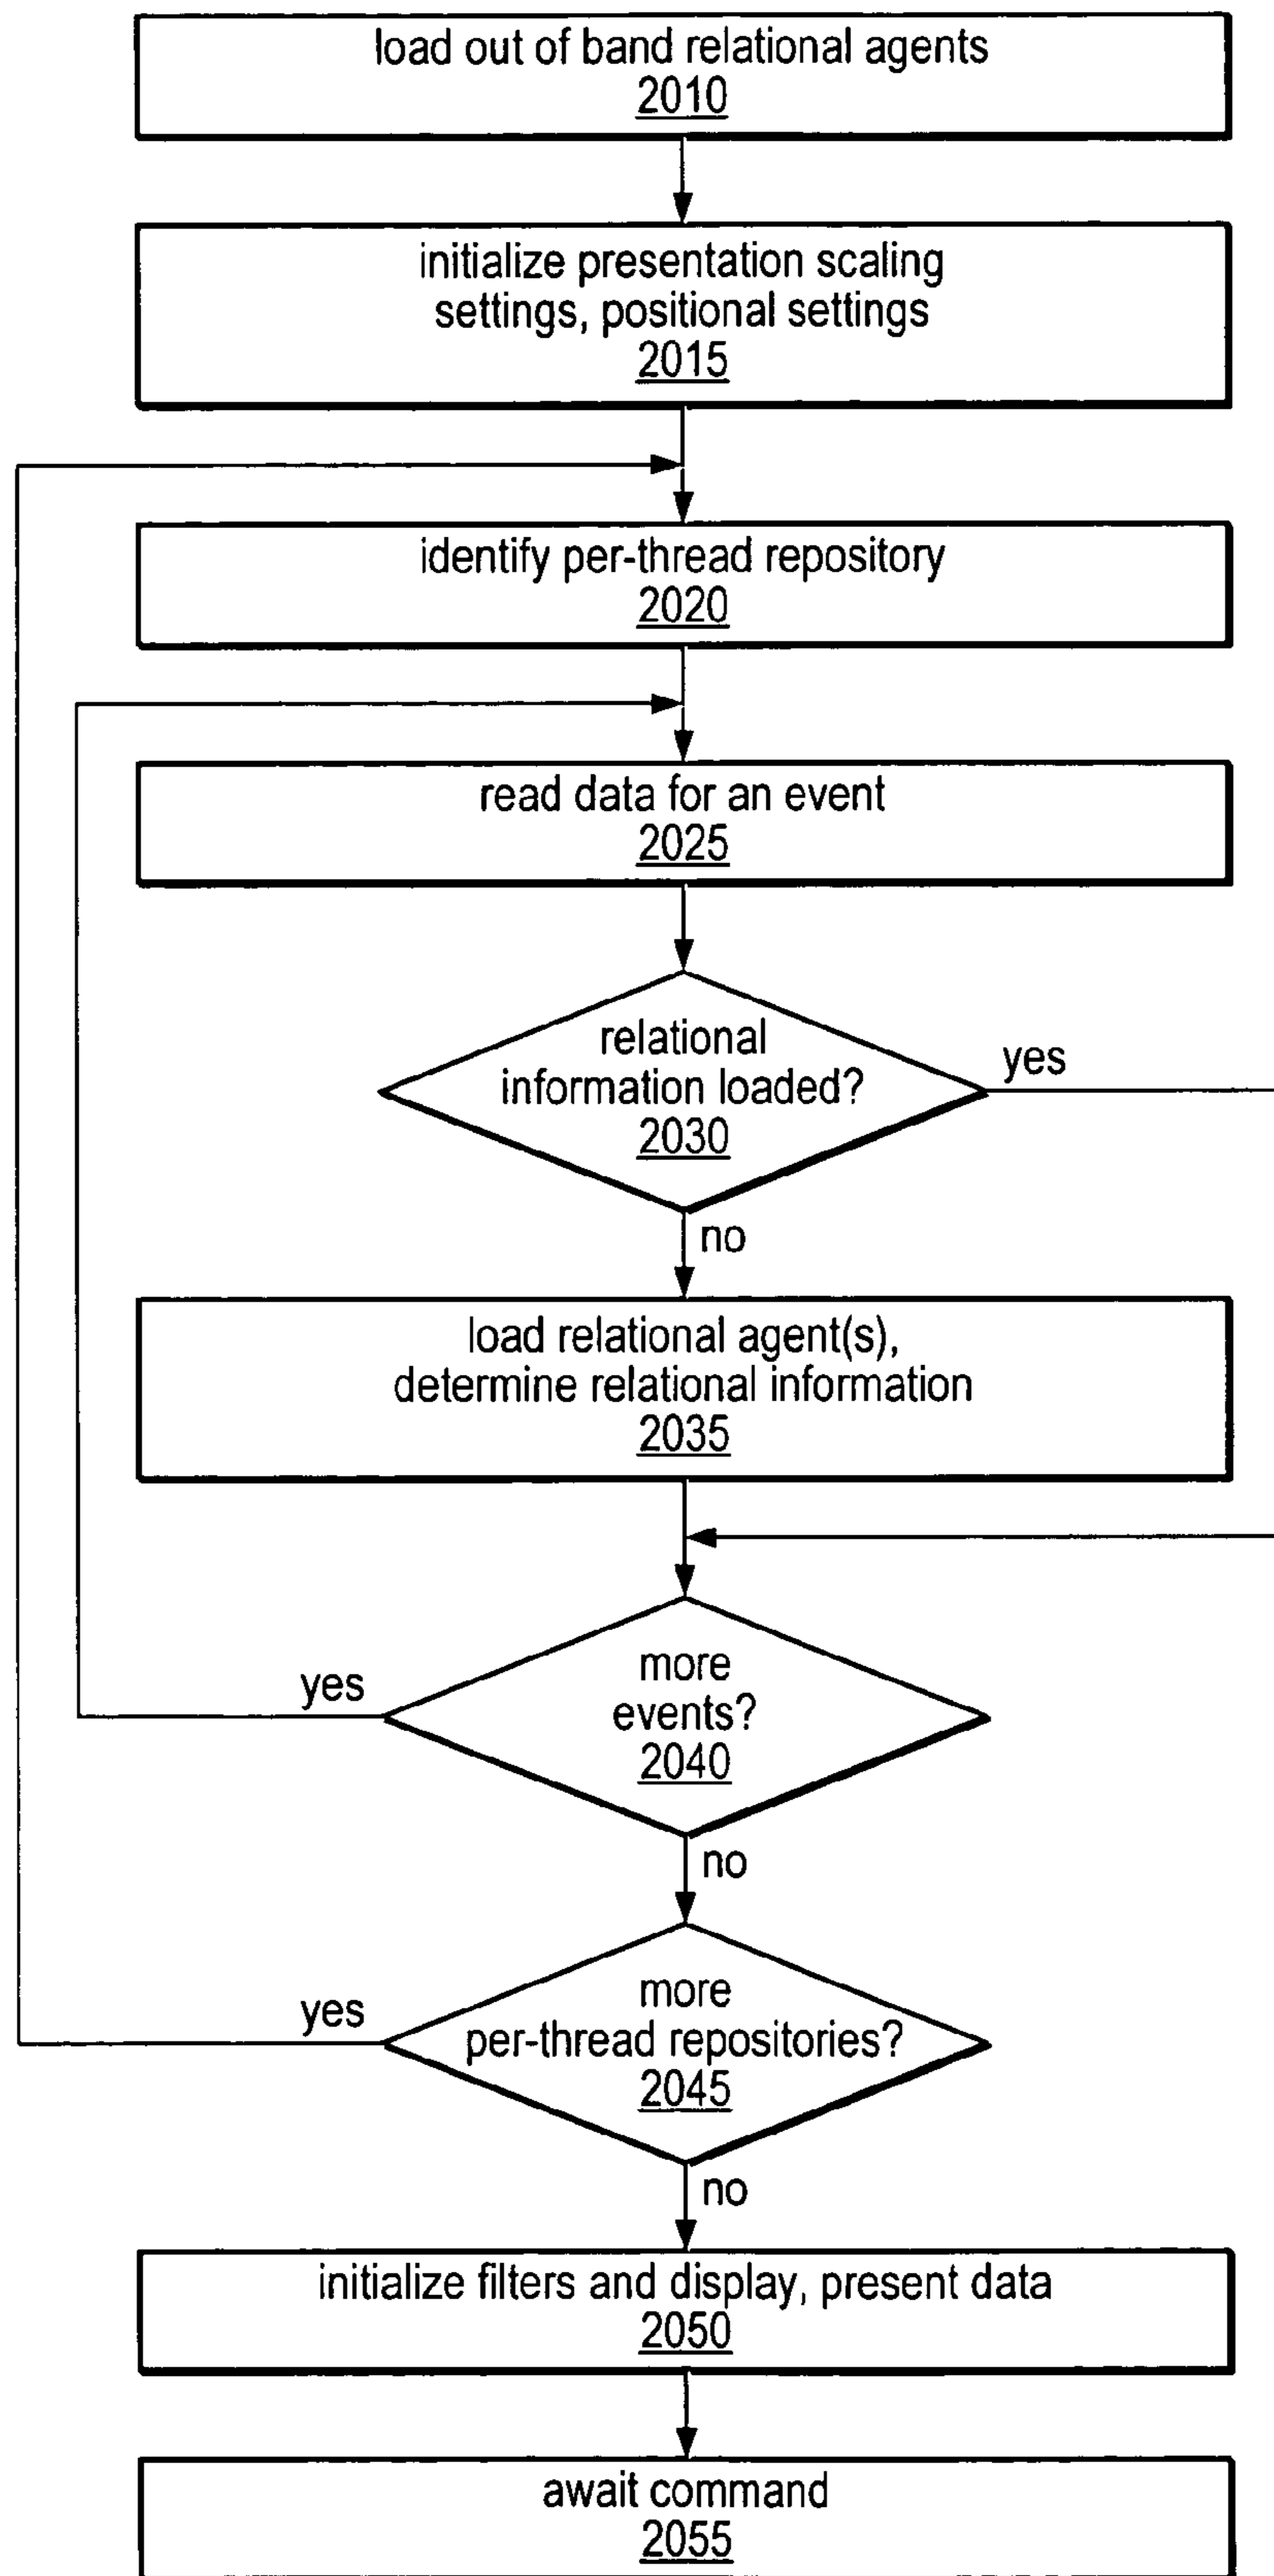 load out of band relational agents
2010
initialize presentation scaling
settings, positional settings
2015
identify per-thread repository
2020
read data for an event
2025
relational
information loaded?
2030
yes
no
load relational agent(s),
determine relational information
2035
more
events?
2040
yes
no
more
per-thread repositories?
2045
yes
no
initialize filters and display, present data
2050
await command
2055